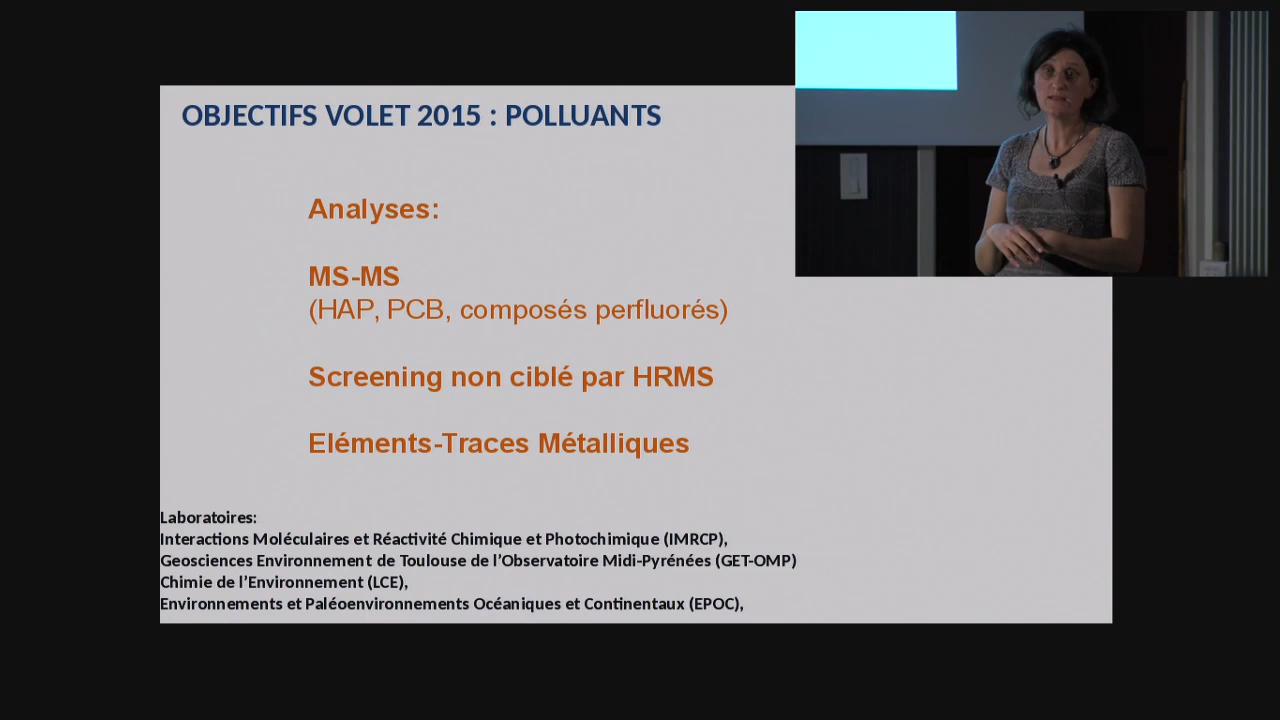 OBJECTIFS VOLET 2015 : POLLUANTS
Analyses:
MS-MS
(HAP, PCB, composés perfluorés)
Screening non ciblé par HRMS
Eléments-Traces Métalliques
Laboratoires:
Interactions Moléculaires et Réactivité Chimique et Photochimique (IMRCP),
Geosciences Environnement de Toulouse de l’Observatoire Midi-Pyrénées (GET-OMP)
Chimie de l’Environnement (LCE),
Environnements et Paléoenvironnements Océaniques et Continentaux (EPOC),